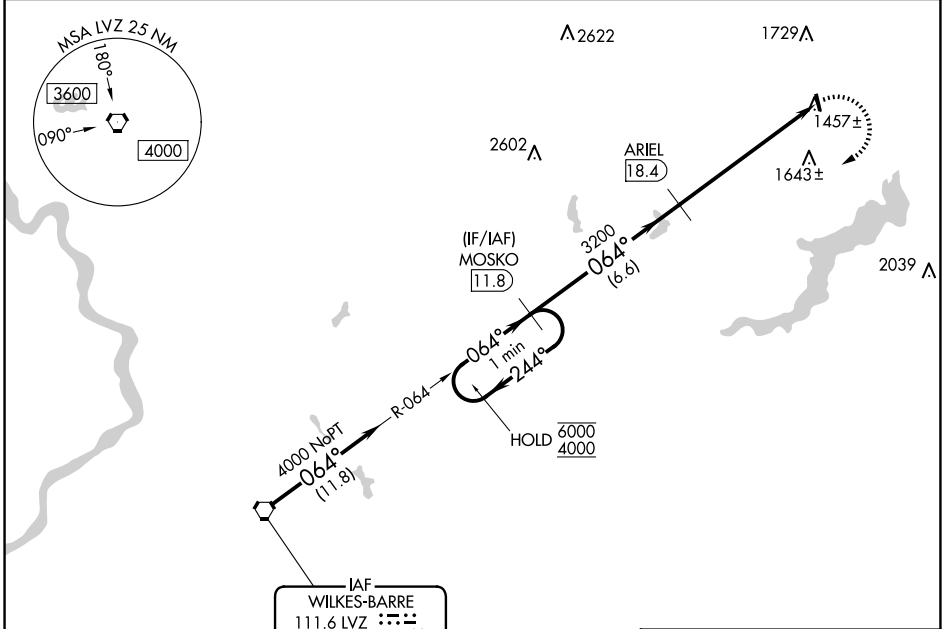 MSA LVZ 25 NM
180°
3600
090°
4000
2622
1729
1457±
2602
1643±
ARIEL
18.4
(IF/IAF)
MOSKO
11.8
3200
064°
(6.6)
2039
064°
1 min
244°
R-064
HOLD 6000
4000
4000 NoPT
064°
(11.8)
IAF
WILKES-BARRE
111.6 LVZ